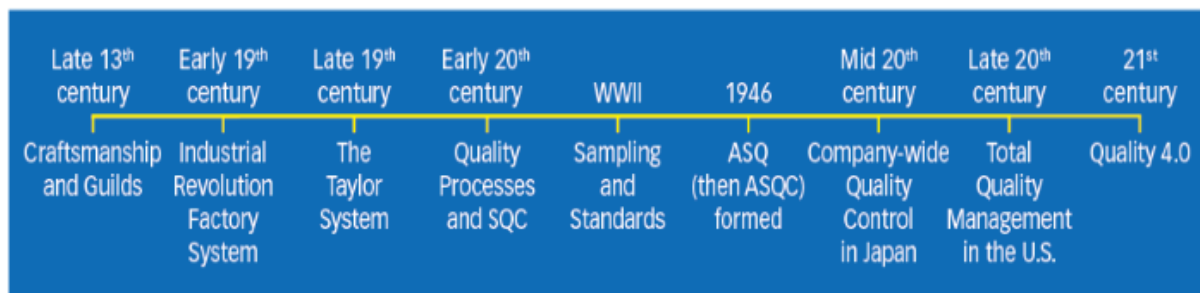 Late 13th century
Craftsmanship and Guilds
Early 19th century
Industrial Revolution Factory System
Late 19th century
The Taylor System
Early 20th century
Quality Processes and SQC
WWII
Sampling and Standards
1946
ASQ (then ASQC) formed
Mid 20th century
Company-wide Quality Control in Japan
Late 20th century
Total Quality Management in the U.S.
21st century
Quality 4.0